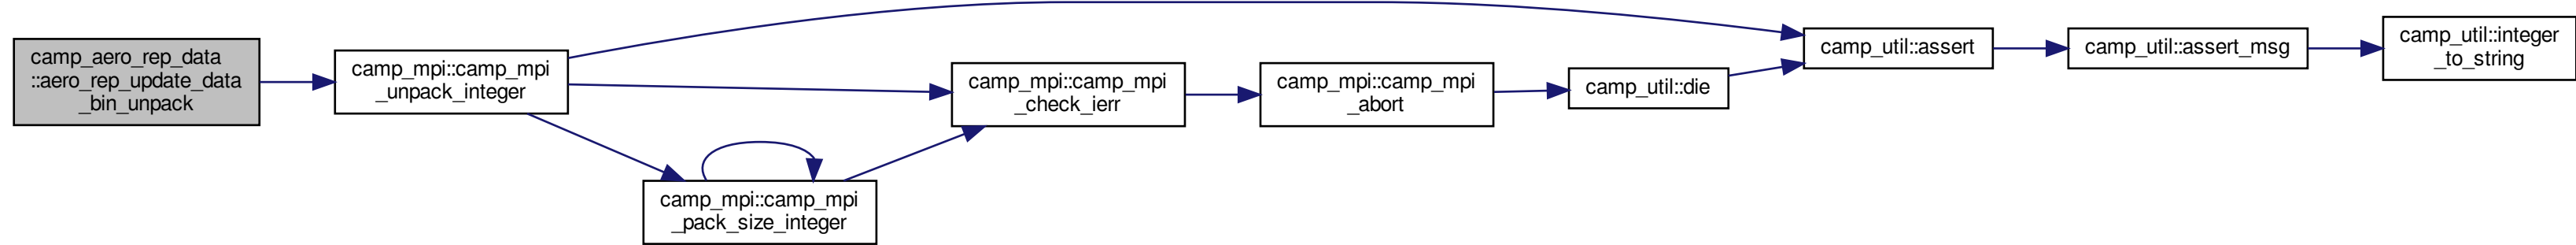 camp_aero_rep_data
::aero_rep_update_data
_bin_unpack
camp_mpi::camp_mpi
_unpack_integer
camp_mpi::camp_mpi
_pack_size_integer
camp_mpi::camp_mpi
_check_ierr
camp_mpi::camp_mpi
_abort
camp_util::die
camp_util::assert
camp_util::assert_msg
camp_util::integer
_to_string